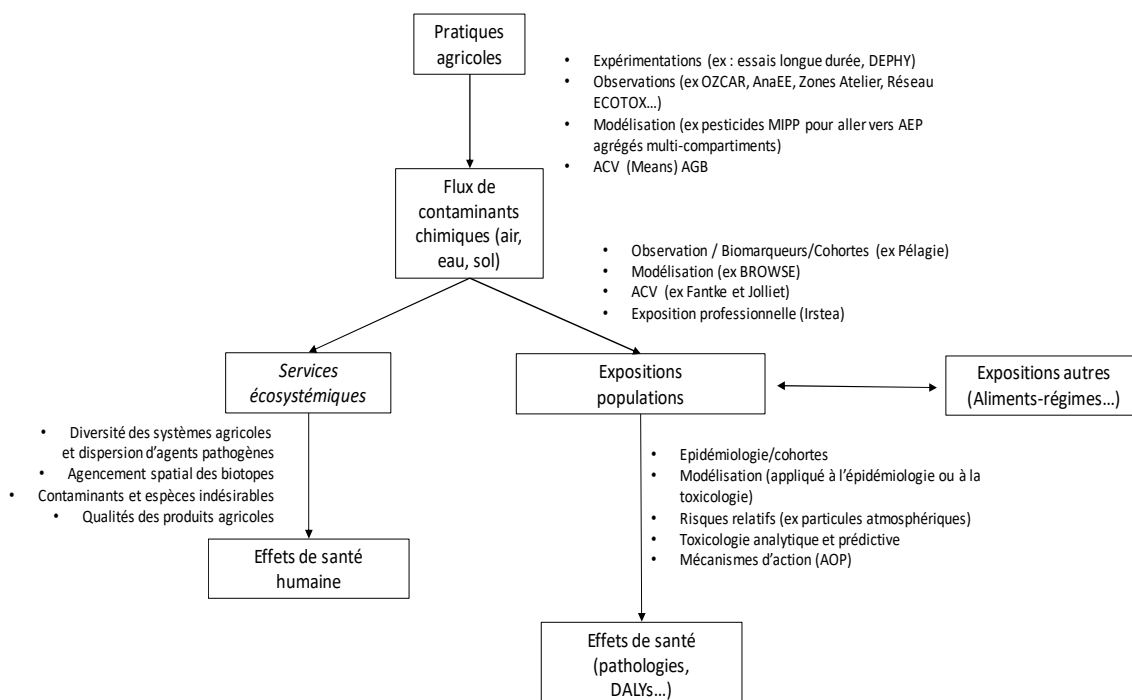 Pratiques
agricoles
• Expérimentations (ex : essais longue durée, DEPHY)
• Observations (ex OZCAR, AnaEE, Zones Atelier, Réseau
ECOTOX…)
• Modélisation (ex pesticides MIPP pour aller vers AEP
agrégés multi-compartiments)
• ACV (Means) AGB
Flux de
contaminants
chimiques (air,
eau, sol)
• Observation / Biomarqueurs/Cohortes (ex Pélagie)
• Modélisation (ex BROWSE)
• ACV (ex Fantke et Jolliet)
• Exposition professionnelle (Irstea)
Services
écosystémiques
Expositions
populations
Expositions autres
(Aliments-régimes…)
• Diversité des systèmes agricoles
et dispersion d’agents pathogènes
• Agencement spatial des biotopes
• Contaminants et espèces indésirables
• Qualités des produits agricoles
• Epidémiologie/cohortes
• Modélisation (appliqué à l’épidémiologie ou à la
toxicologie)
• Risques relatifs (ex particules atmosphériques)
• Toxicologie analytique et prédictive
• Mécanismes d’action (AOP)
Effets de santé
humaine
Effets de santé
(pathologies,
DALYs…)